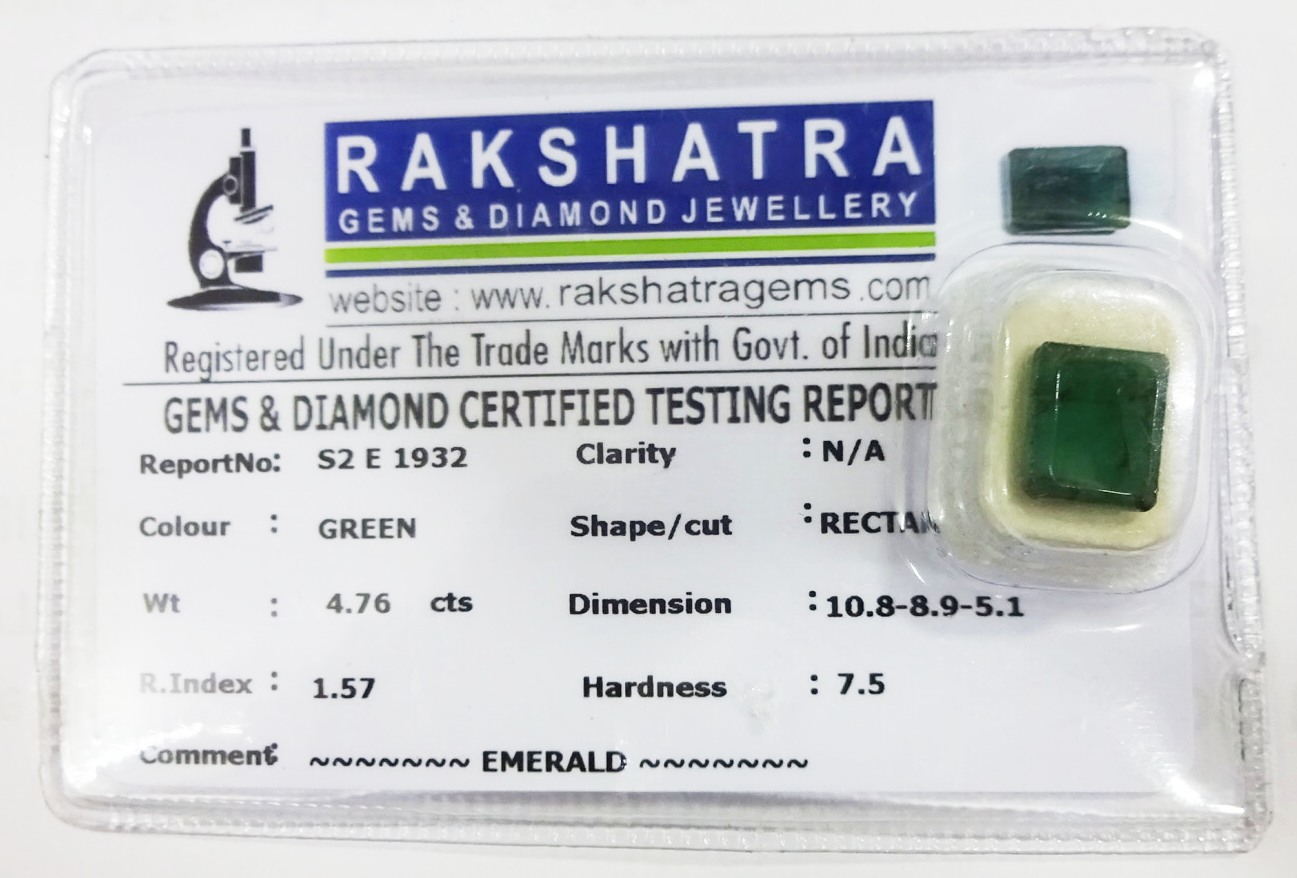 RAKSHATRA
GEMS & DIAMOND JEWELLERY
website : www. rakshatragems .com
Registered Under The Trade Marks with Govt. of India
GEMS & DIAMOND CERTIFIED TESTING REPORT
ReportNo: S2 E 1932 Clarity : N/A
Colour : GREEN Shape/cut :
Wt : 4.76 cts Dimension : 10.8-8.9-5.1
R.Index : 1.57 Hardness : 7.5
Comment: ~~~~~~~ EMERALD ~~~~~~~